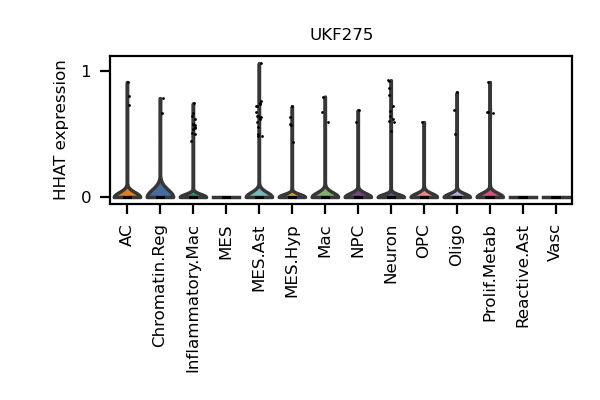 UKF275
HHAT expression
1
0
AC
Chromatin.Reg
Inflammatory.Mac
MES
MES.Ast
MES.Hyp
Mac
NPC
Neuron
OPC
Oligo
Prolif.Metab
Reactive.Ast
Vasc